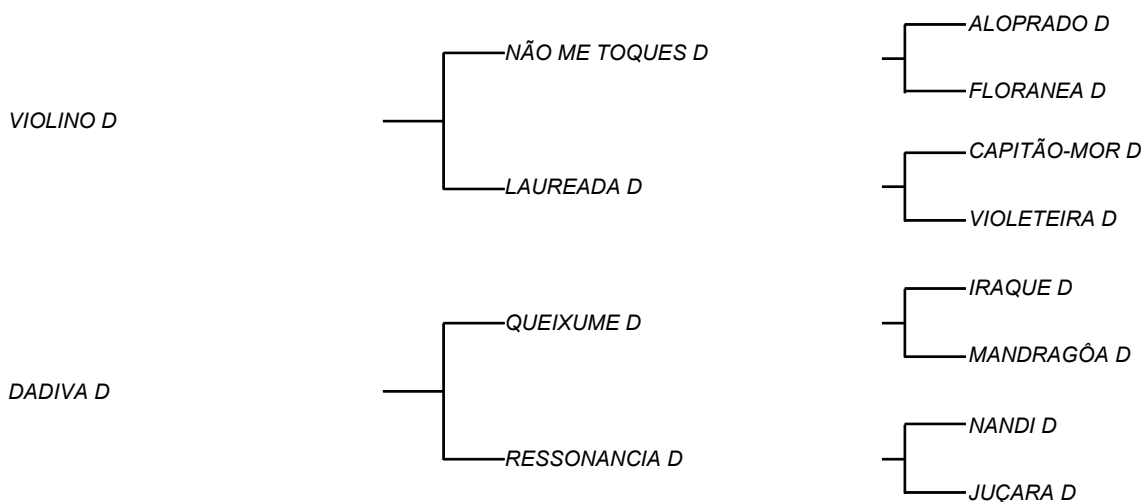 ALOPRADO D
NÃO ME TOQUES D
FLORANEA D
VIOLINO D
CAPITÃO-MOR D
LAUREADA D
VIOLETEIRA D
IRAQUE D
QUEIXUME D
MANDRAGÔA D
DADIVA D
NANDI D
RESSONANCIA D
JUÇARA D